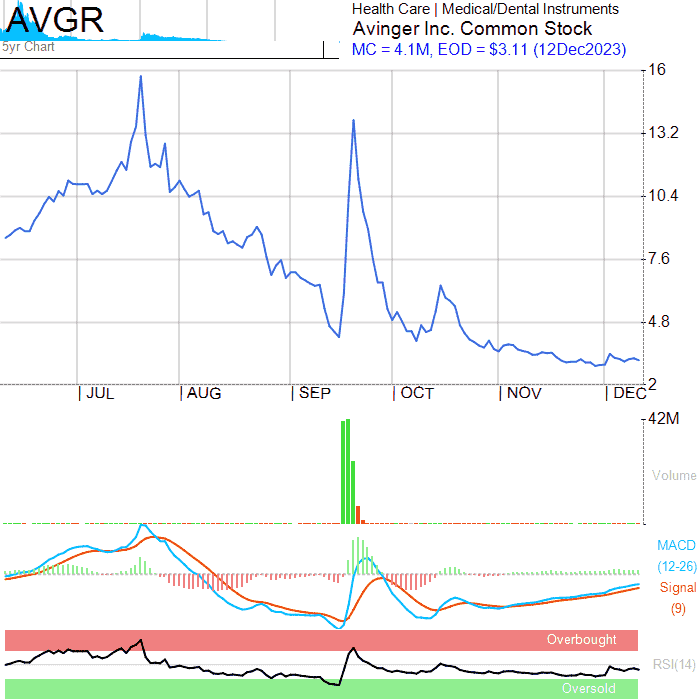 AVGR
5yr Chart
Health Care | Medical/Dental Instruments
Avinger Inc. Common Stock
MC = 4.1M, EOD = $3.11 (12Dec2023)
16
13.2
10.4
7.6
4.8
2
JUL AUG SEP OCT NOV DEC
42M
Volume
MACD
(12-26)
Signal
(9)
Overbought
RSI(14)
Oversold